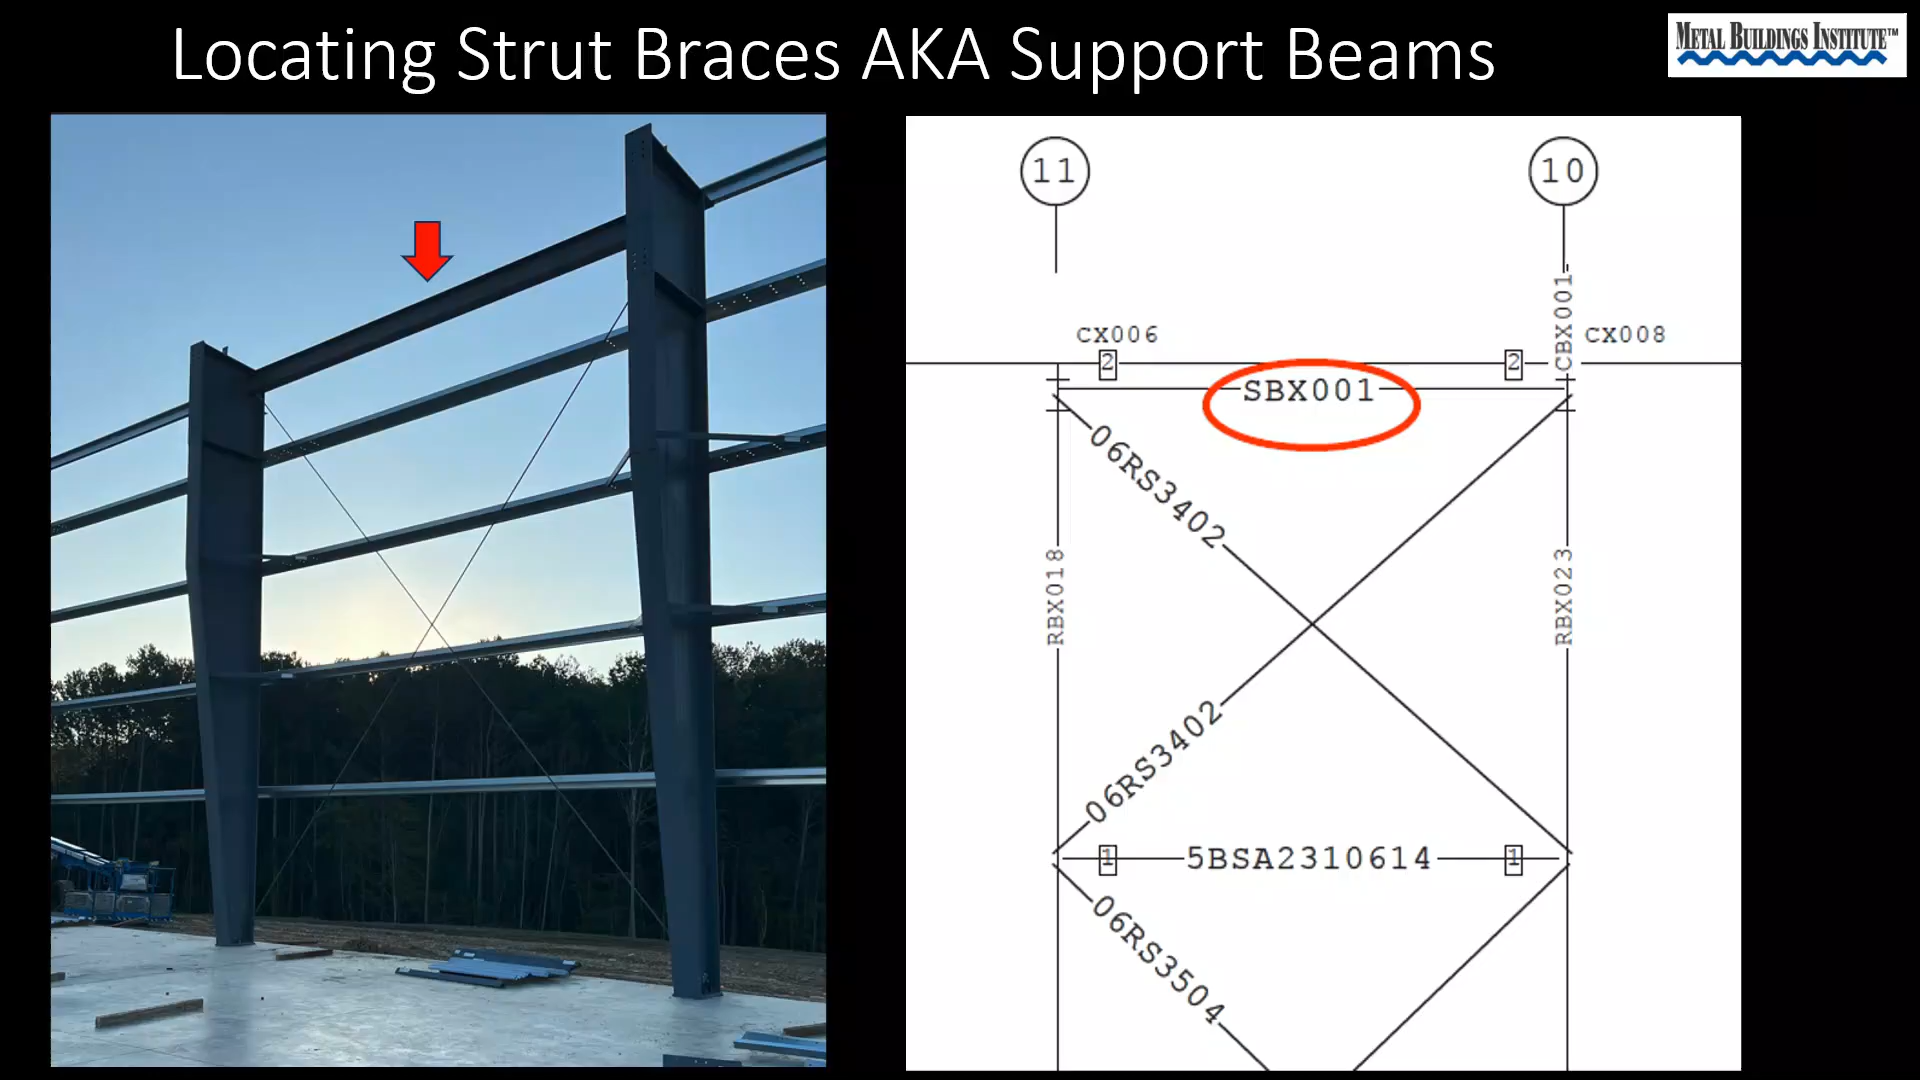 Locating Strut Braces AKA Support Beams
METAL BUILDINGS INSTITUTE™
11
10
CBX001
CX006
CX008
2
2
SBX001
06RS3402
RBX018
RBX023
06RS3402
1
5BSA2310614
1
06RS3504